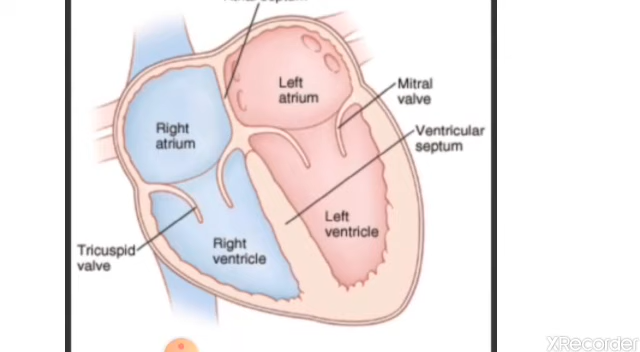 Left
atrium
Mitral
valve
Right
atrium
Ventricular
septum
Left
ventricle
Right
ventricle
Tricuspid
valve
XRecorder